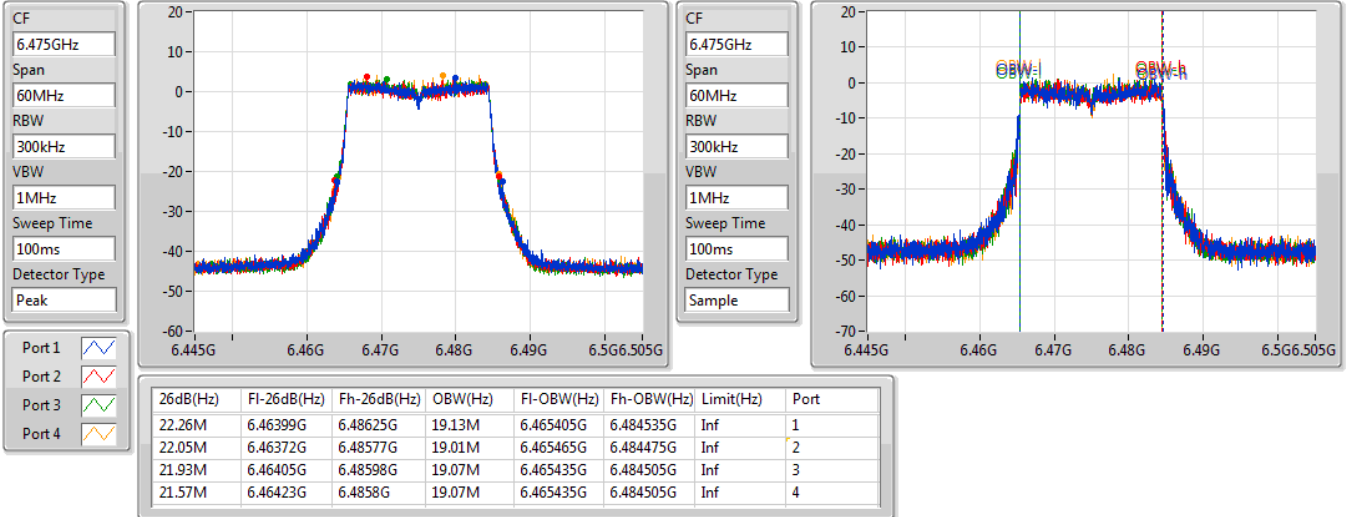 CF
6.475GHz
Span
60MHz
RBW
300kHz
VBW
1MHz
Sweep Time
100ms
Detector Type
Peak
20
10
0
-10
-20
-30
-40
-50
-60
6.445G 6.46G 6.47G 6.48G 6.49G 6.5G 6.505G
CF
6.475GHz
Span
60MHz
RBW
300kHz
VBW
1MHz
Sweep Time
100ms
Detector Type
Sample
20
10
0
-10
-20
-30
-40
-50
-60
-70
OBW-l OBW-h
6.445G 6.46G 6.47G 6.48G 6.49G 6.5G 6.505G
Port 1
Port 2
Port 3
Port 4
26dB(Hz) Fl-26dB(Hz) Fh-26dB(Hz) OBW(Hz) Fl-OBW(Hz) Fh-OBW(Hz) Limit(Hz) Port
22.26M 6.46399G 6.48625G 19.13M 6.465405G 6.484535G Inf 1
22.05M 6.46372G 6.48577G 19.01M 6.465465G 6.484475G Inf 2
21.93M 6.46405G 6.48598G 19.07M 6.465435G 6.484505G Inf 3
21.57M 6.46423G 6.4858G 19.07M 6.465435G 6.484505G Inf 4